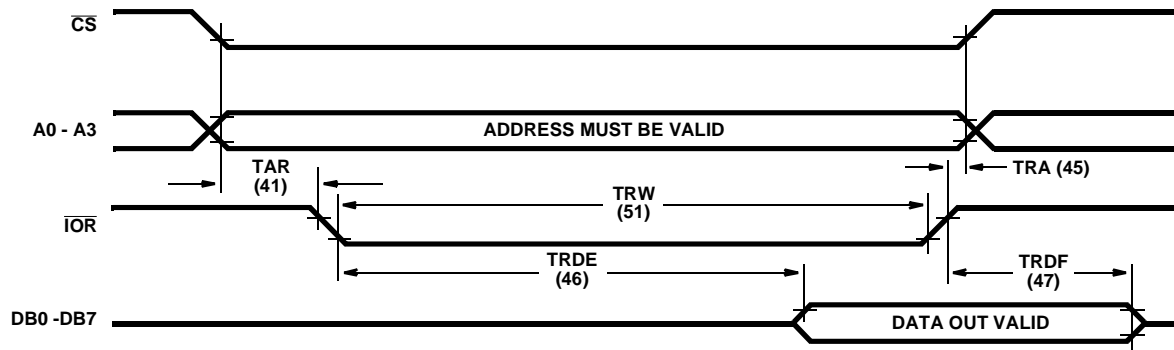 CS
A0 - A3
ADDRESS MUST BE VALID
TAR
(41)
TRA (45)
TRW
(51)
IOR
TRDE
(46)
TRDF
(47)
DB0 -DB7
DATA OUT VALID